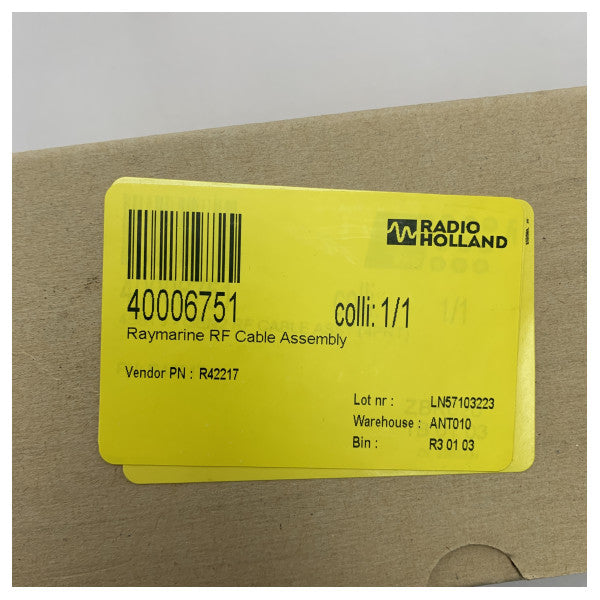 RADIO
HOLLAND
40006751 colli: 1/1
Raymarine RF Cable Assembly
Vendor PN : R42217
Lot nr : LN57103223
Warehouse : ANT010
Bin : R3 01 03